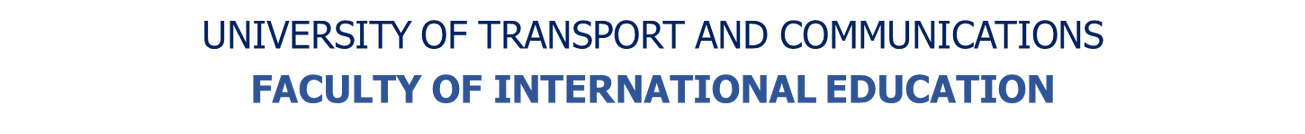 UNIVERSITY OF TRANSPORT AND COMMUNICATIONS
FACULTY OF INTERNATIONAL EDUCATION